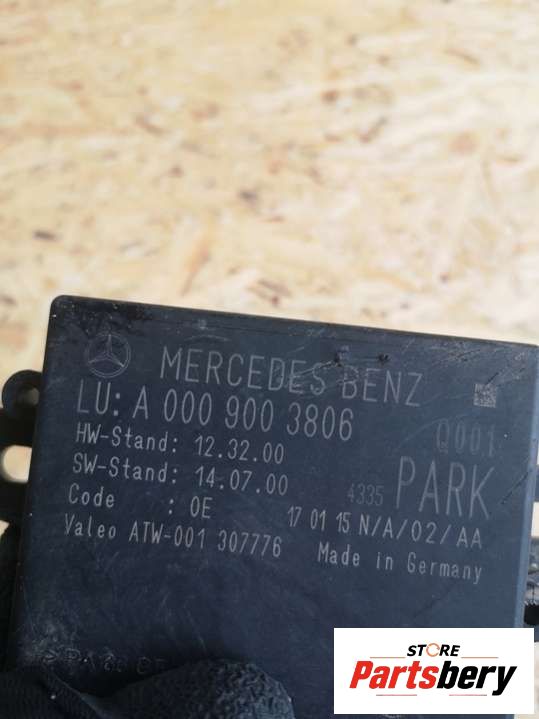 MERCEDES BENZ
LU: A 000 900 3806
Q001
HW-Stand: 12.32.00
SW-Stand: 14.07.00
4335 PARK
Code : 0E
17 01 15 N/A/02/AA
Valeo ATW-001 307776
Made in Germany
STORE
Partsbery